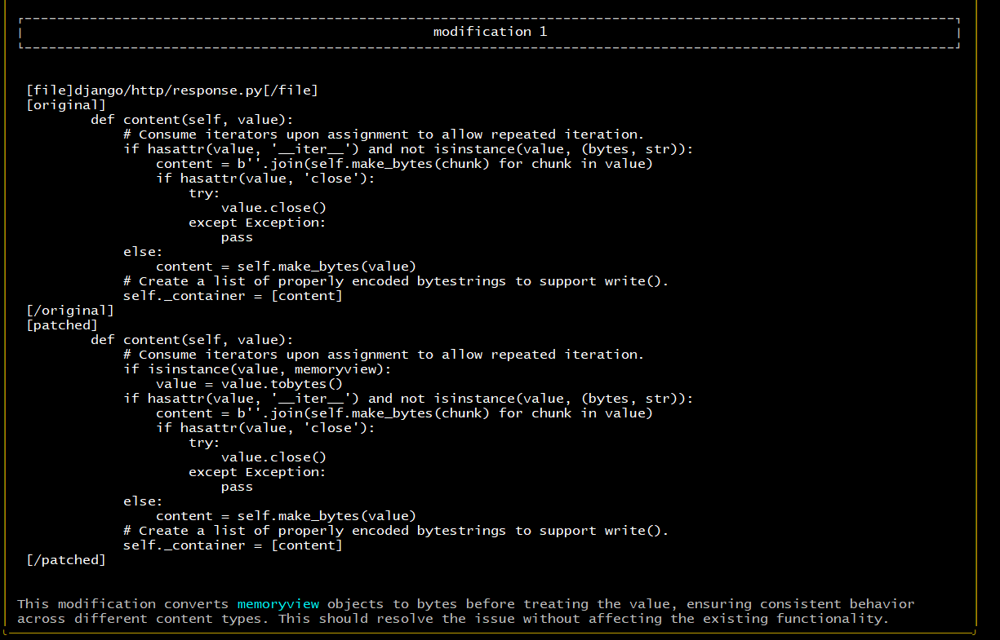 modification 1
[file]django/http/response.py[/file]
[original]
        def content(self, value):
            # Consume iterators upon assignment to allow repeated iteration.
            if hasattr(value, '__iter__') and not isinstance(value, (bytes, str)):
                content = b''.join(self.make_bytes(chunk) for chunk in value)
                if hasattr(value, 'close'):
                    try:
                        value.close()
                    except Exception:
                        pass
            else:
                content = self.make_bytes(value)
            # Create a list of properly encoded bytestrings to support write().
            self._container = [content]
[/original]
[patched]
        def content(self, value):
            # Consume iterators upon assignment to allow repeated iteration.
            if isinstance(value, memoryview):
                value = value.tobytes()
            if hasattr(value, '__iter__') and not isinstance(value, (bytes, str)):
                content = b''.join(self.make_bytes(chunk) for chunk in value)
                if hasattr(value, 'close'):
                    try:
                        value.close()
                    except Exception:
                        pass
            else:
                content = self.make_bytes(value)
            # Create a list of properly encoded bytestrings to support write().
            self._container = [content]
[/patched]
This modification converts memoryview objects to bytes before treating the value, ensuring consistent behavior
across different content types. This should resolve the issue without affecting the existing functionality.